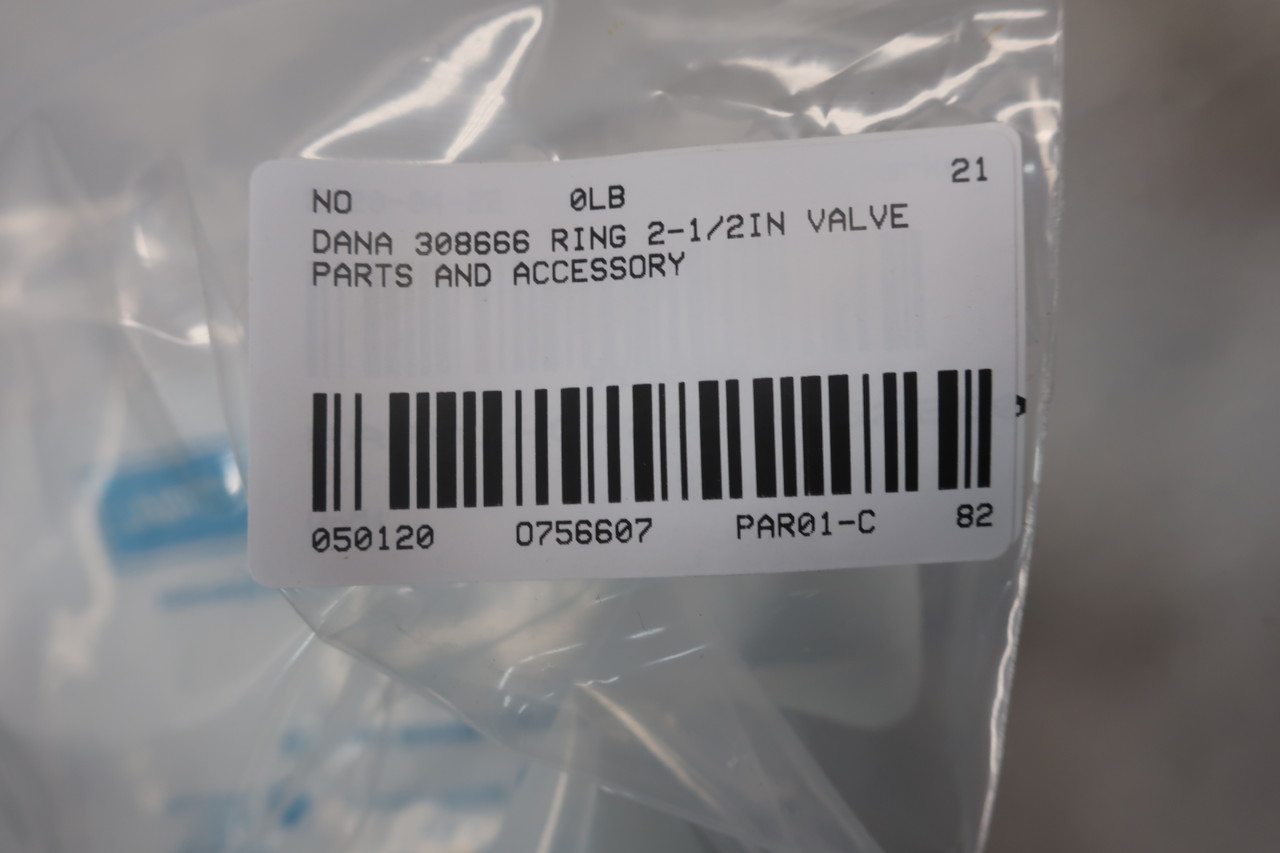 NO 0LB 21
DANA 308666 RING 2-1/2IN VALVE
PARTS AND ACCESSORY
050120 0756607 PAR01-C 82